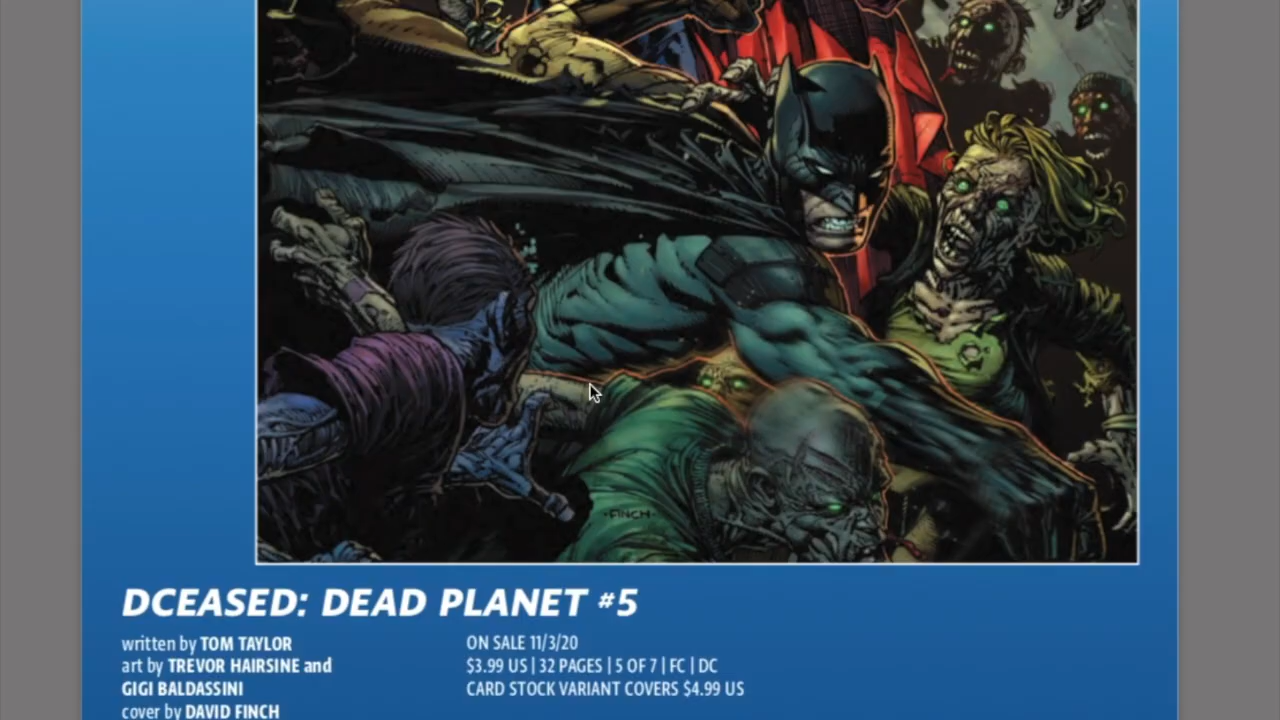 -FINCH-
DCEASED: DEAD PLANET #5
written by TOM TAYLOR
art by TREVOR HAIRSINE and
GIGI BALDASSINI
cover by DAVID FINCH
ON SALE 11/3/20
$3.99 US | 32 PAGES | 5 OF 7 | FC | DC
CARD STOCK VARIANT COVERS $4.99 US